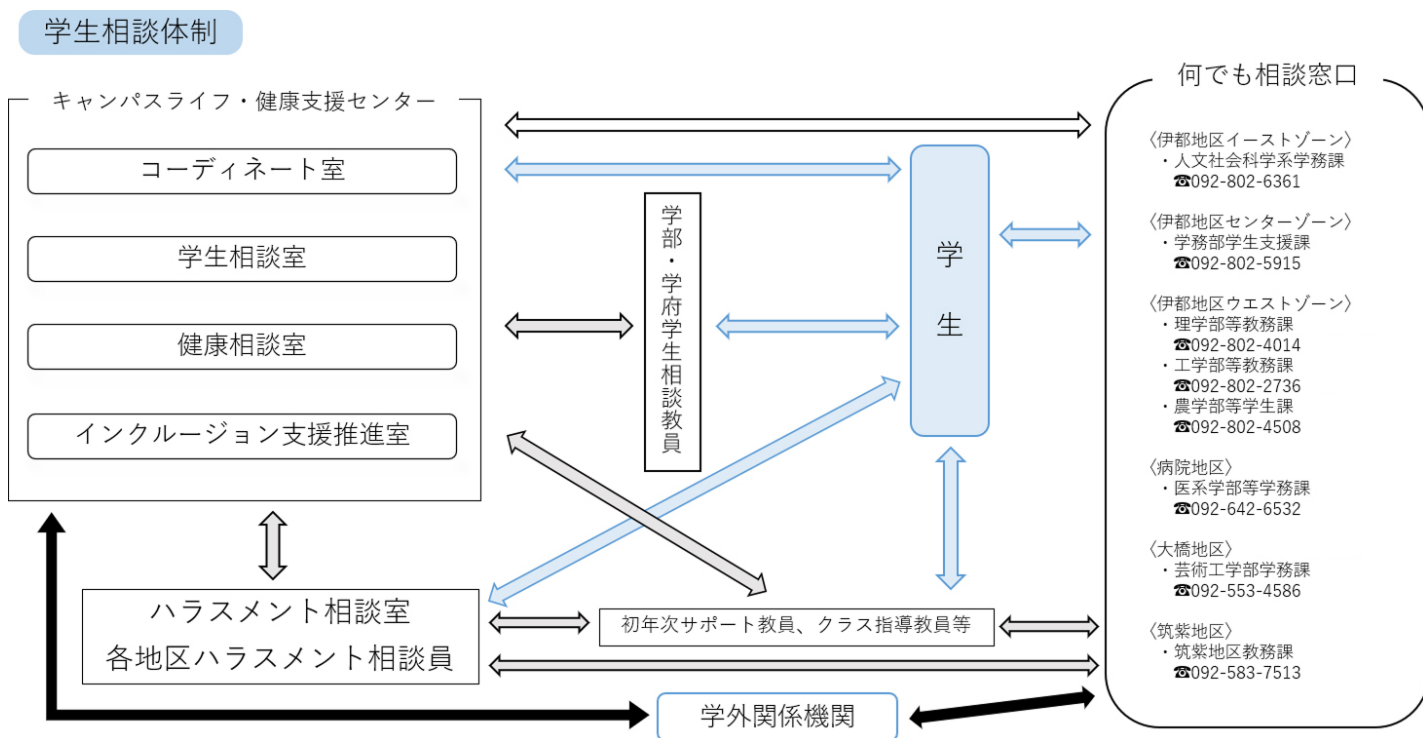 学生相談体制
キャンパスライフ・健康支援センター
コーディネート室
学生相談室
健康相談室
インクルージョン支援推進室
学部・学府学生相談教員
学生
ハラスメント相談室
各地区ハラスメント相談員
初年次サポート教員、クラス指導教員等
学外関係機関
何でも相談窓口
〈伊都地区イーストゾーン〉
・人文社会科学系学務課
☎092-802-6361
〈伊都地区センターゾーン〉
・学務部学生支援課
☎092-802-5915
〈伊都地区ウエストゾーン〉
・理学部等教務課
☎092-802-4014
・工学部等教務課
☎092-802-2736
・農学部等学生課
☎092-802-4508
〈病院地区〉
・医系学部等学務課
☎092-642-6532
〈大橋地区〉
・芸術工学部学務課
☎092-553-4586
〈筑紫地区〉
・筑紫地区教務課
☎092-583-7513